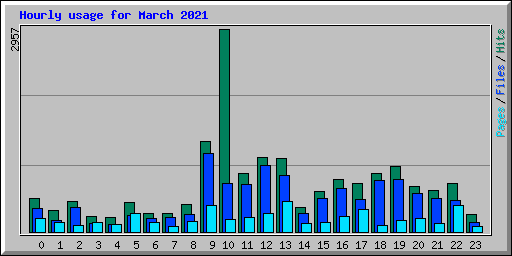 Hourly usage for March 2021
2957
Pages/Files/Hits
0 1 2 3 4 5 6 7 8 9 10 11 12 13 14 15 16 17 18 19 20 21 22 23